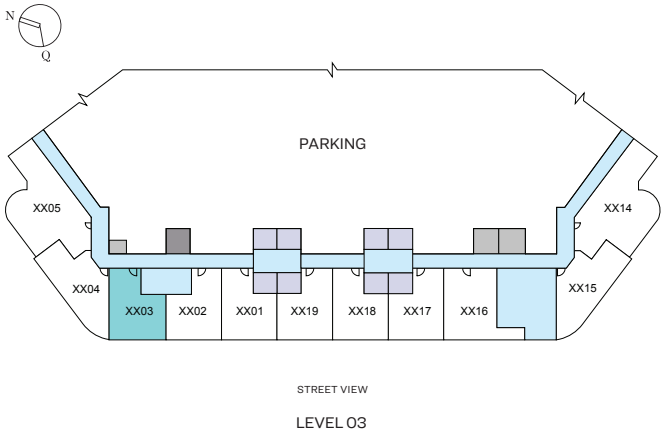 N
Q
PARKING
XX05
XX14
XX04
XX15
XX03
XX02
XX01
XX19
XX18
XX17
XX16
STREET VIEW
LEVEL 03